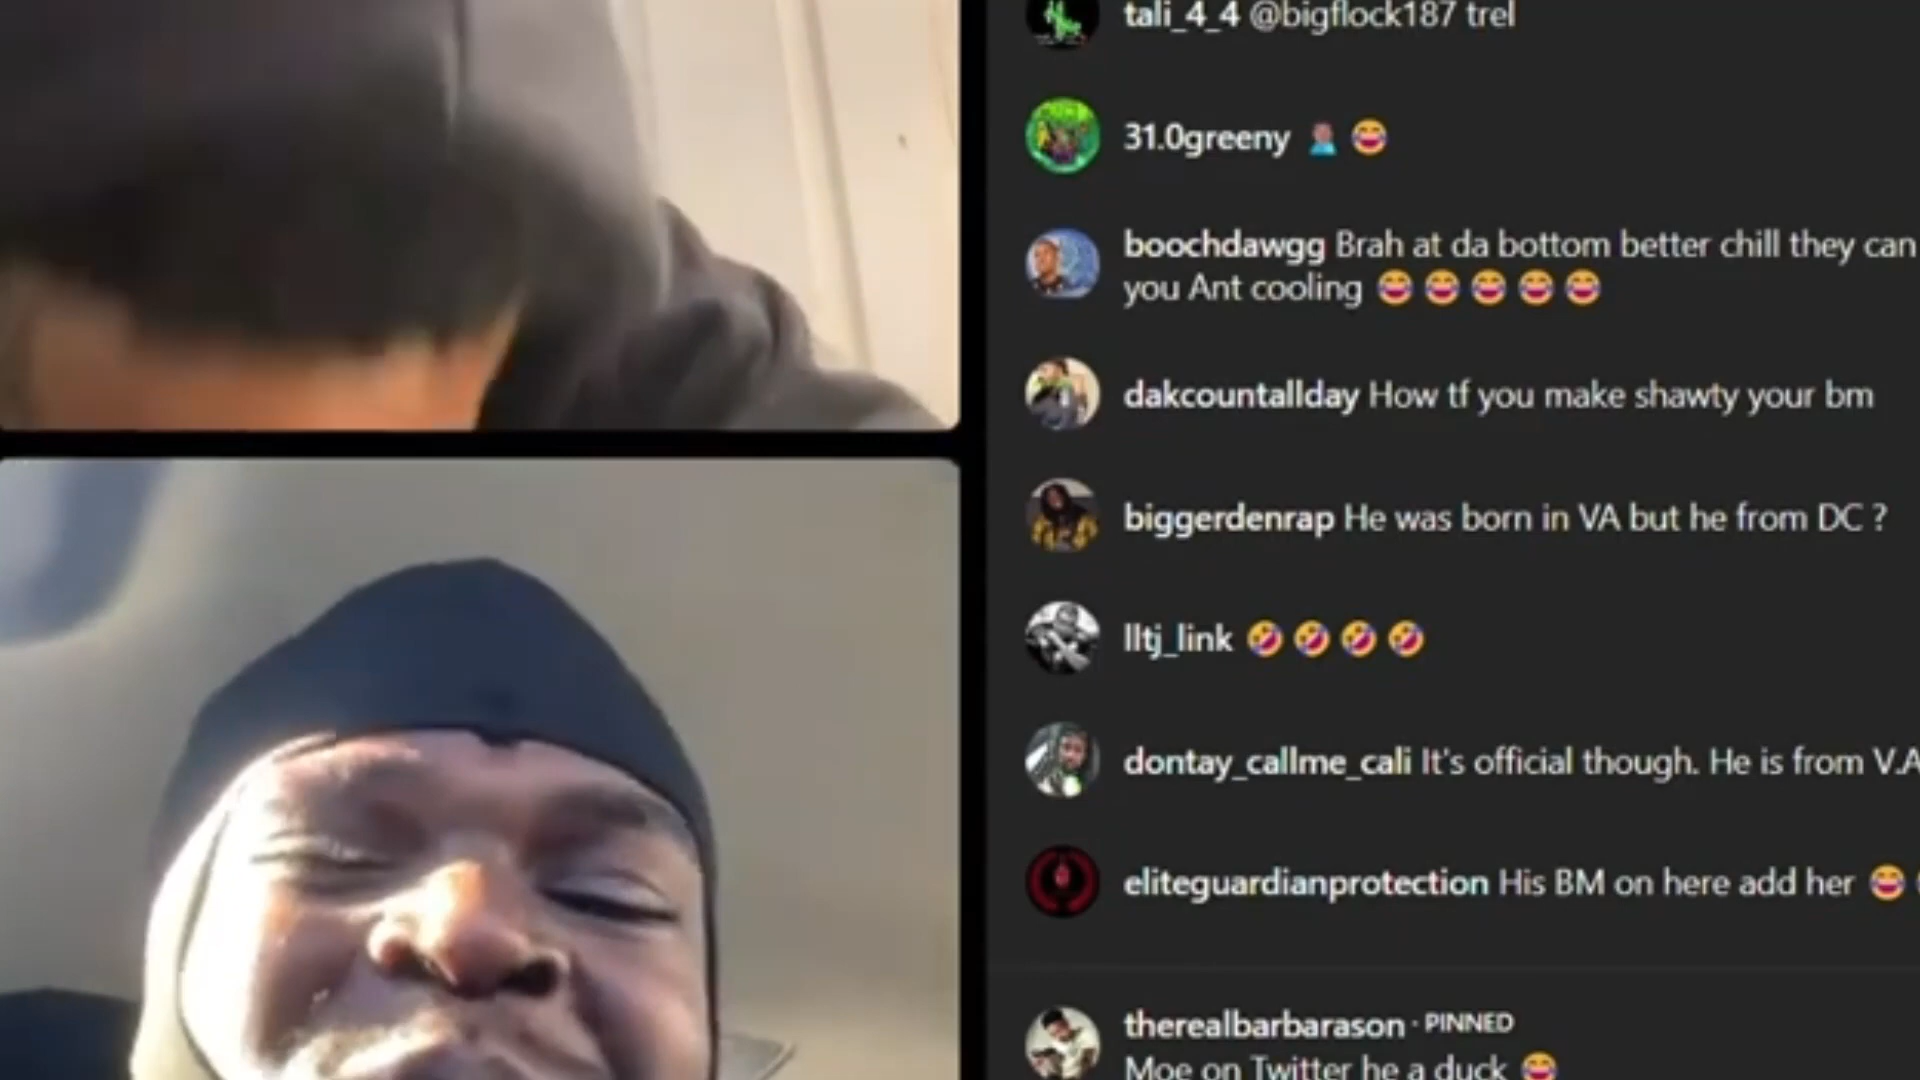 tali_4_4 @bigflock187 trel
31.0greeny 🤦🏾‍♂️ 😂
boochdawgg Brah at da bottom better chill they can
you Ant cooling 😂 😂 😂 😂 😂
dakcountallday How tf you make shawty your bm
biggerdenrap He was born in VA but he from DC ?
lltj_link 🤣 🤣 🤣 🤣
dontay_callme_cali It's official though. He is from V.A
eliteguardianprotection His BM on here add her 😂
therealbarbarason · PINNED
Moe on Twitter he a duck 😂